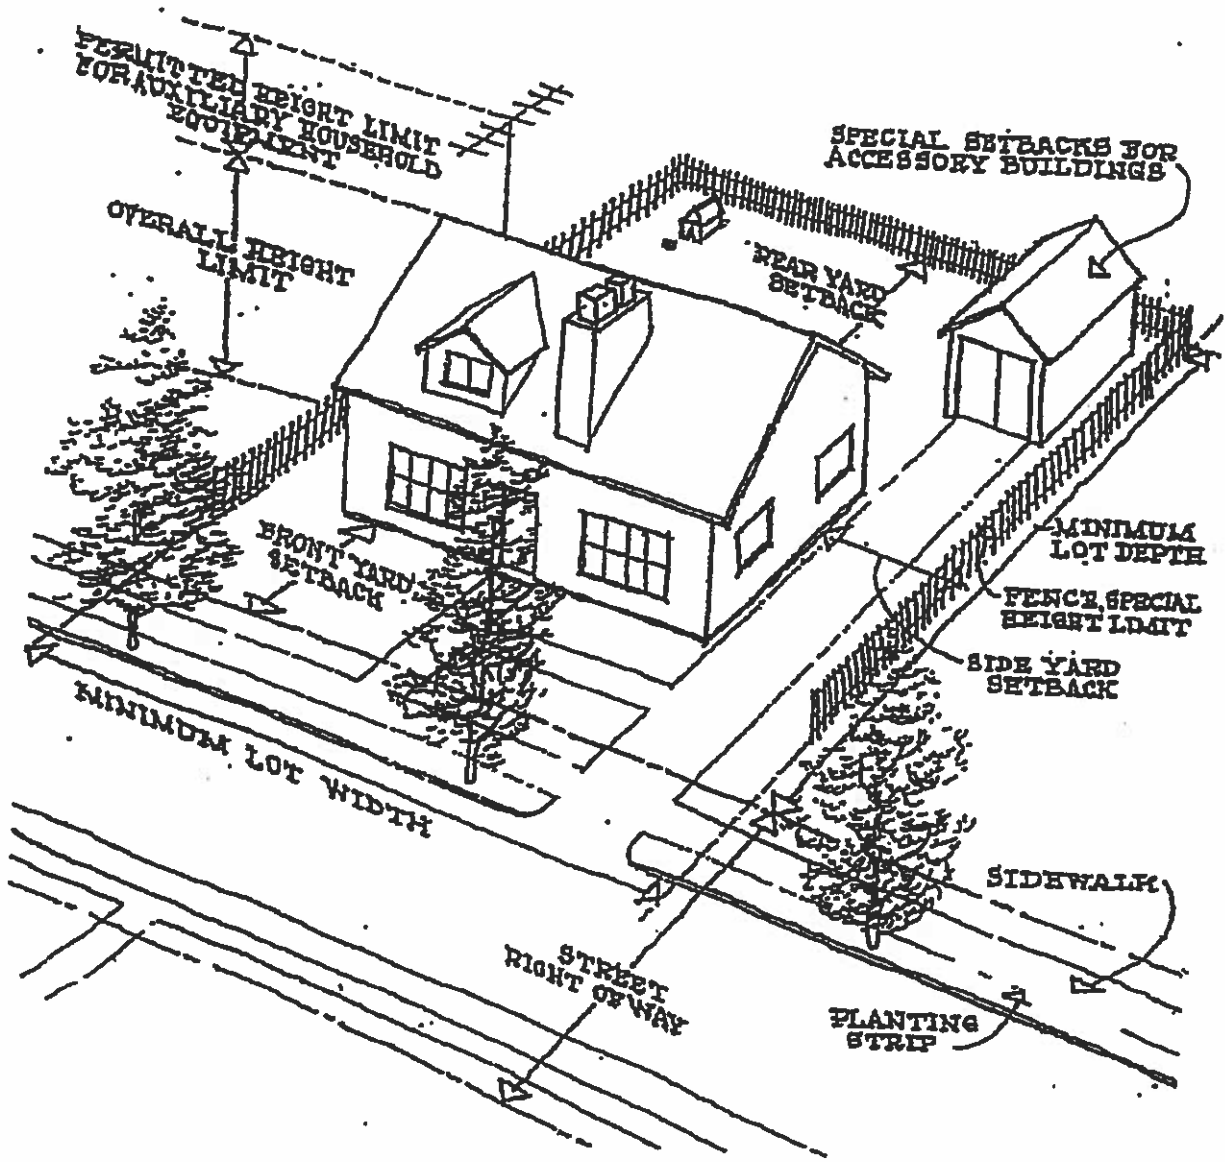 PERMITTED HEIGHT LIMIT
FOR AUXILIARY HOUSEHOLD
EQUIPMENT
SPECIAL SETBACKS FOR
ACCESSORY BUILDINGS
OVERALL HEIGHT
LIMIT
REAR YARD
SETBACK
FRONT YARD
SETBACK
MINIMUM
LOT DEPTH
FENCE, SPECIAL
HEIGHT LIMIT
SIDE YARD
SETBACK
MINIMUM LOT WIDTH
SIDEWALK
STREET
RIGHT OF WAY
PLANTING
STRIP